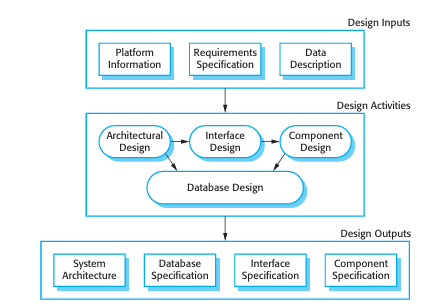 Design Inputs
Platform
Information
Requirements
Specification
Data
Description
Design Activities
Architectural
Design
Interface
Design
Component
Design
Database Design
Design Outputs
System
Architecture
Database
Specification
Interface
Specification
Component
Specification